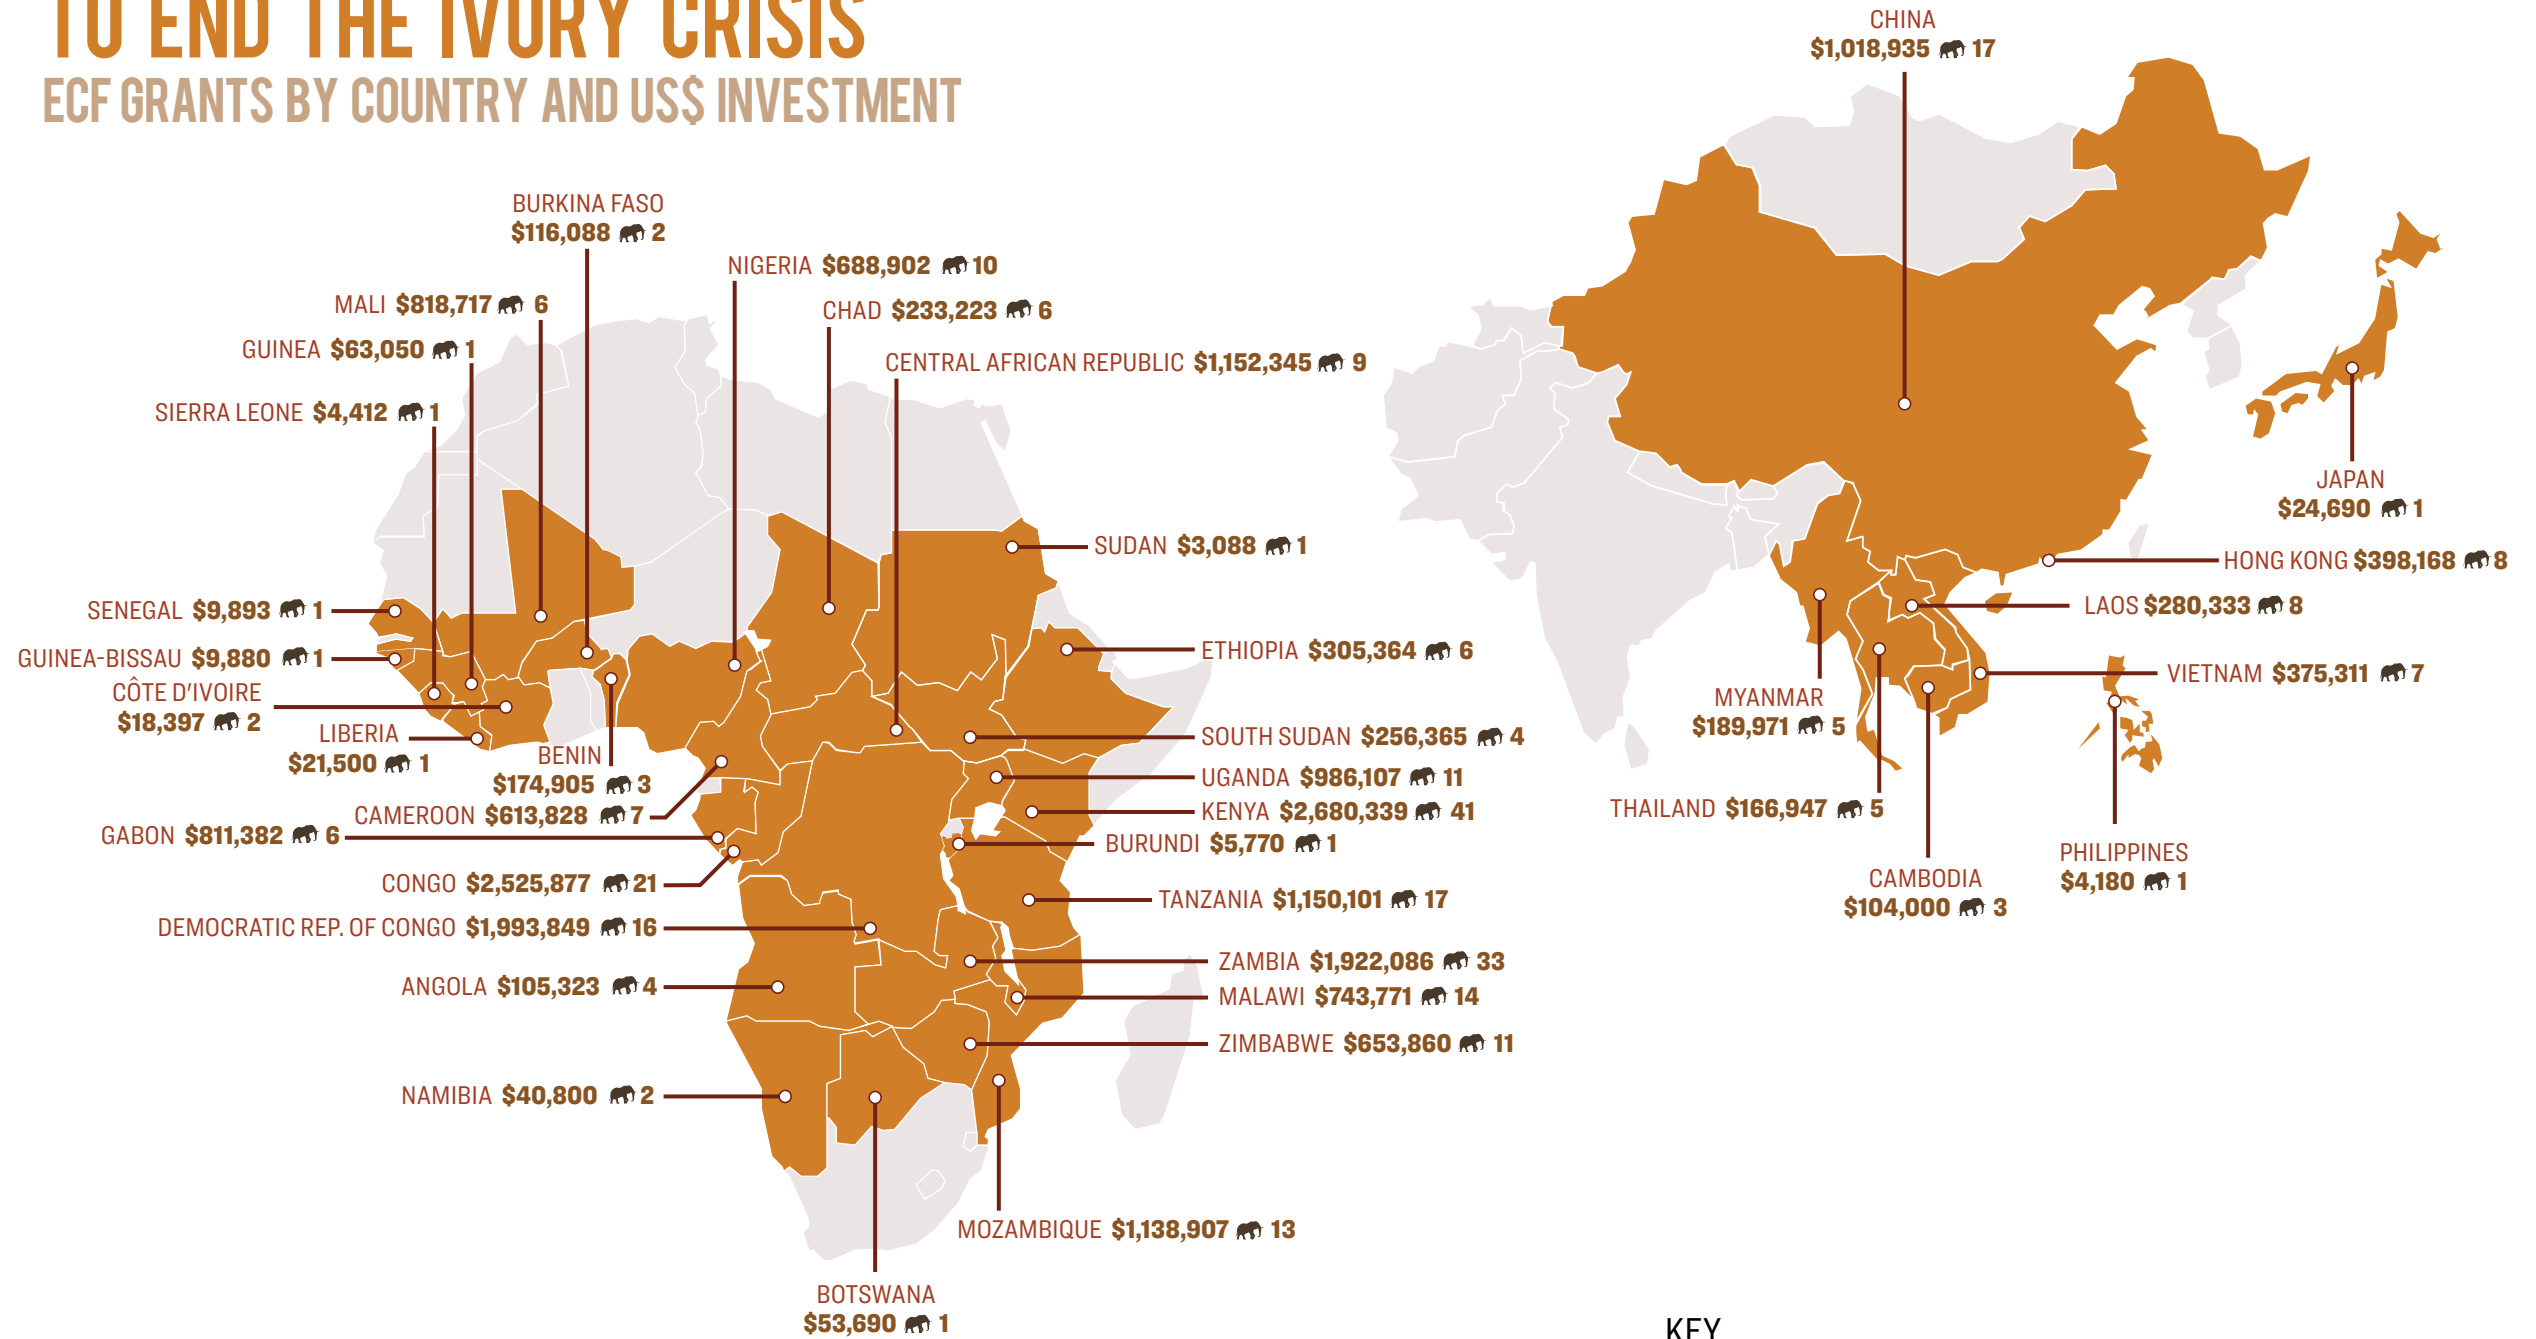 TO END THE IVORY CRISIS
ECF GRANTS BY COUNTRY AND US$ INVESTMENT
CHINA
$1,018,935 17
BURKINA FASO
$116,088 2
NIGERIA $688,902 10
MALI $818,717 6
CHAD $233,223 6
GUINEA $63,050 1
CENTRAL AFRICAN REPUBLIC $1,152,345 9
SIERRA LEONE $4,412 1
JAPAN
$24,690 1
SUDAN $3,088 1
HONG KONG $398,168 8
SENEGAL $9,893 1
LAOS $280,333 8
GUINEA-BISSAU $9,880 1
ETHIOPIA $305,364 6
VIETNAM $375,311 7
CÔTE D'IVOIRE
$18,397 2
MYANMAR
$189,971 5
LIBERIA
$21,500 1
SOUTH SUDAN $256,365 4
BENIN
$174,905 3
UGANDA $986,107 11
CAMEROON $613,828 7
KENYA $2,680,339 41
THAILAND $166,947 5
GABON $811,382 6
BURUNDI $5,770 1
PHILIPPINES
$4,180 1
CONGO $2,525,877 21
CAMBODIA
$104,000 3
TANZANIA $1,150,101 17
DEMOCRATIC REP. OF CONGO $1,993,849 16
ZAMBIA $1,922,086 33
ANGOLA $105,323 4
MALAWI $743,771 14
ZIMBABWE $653,860 11
NAMIBIA $40,800 2
MOZAMBIQUE $1,138,907 13
BOTSWANA
$53,690 1
KEY